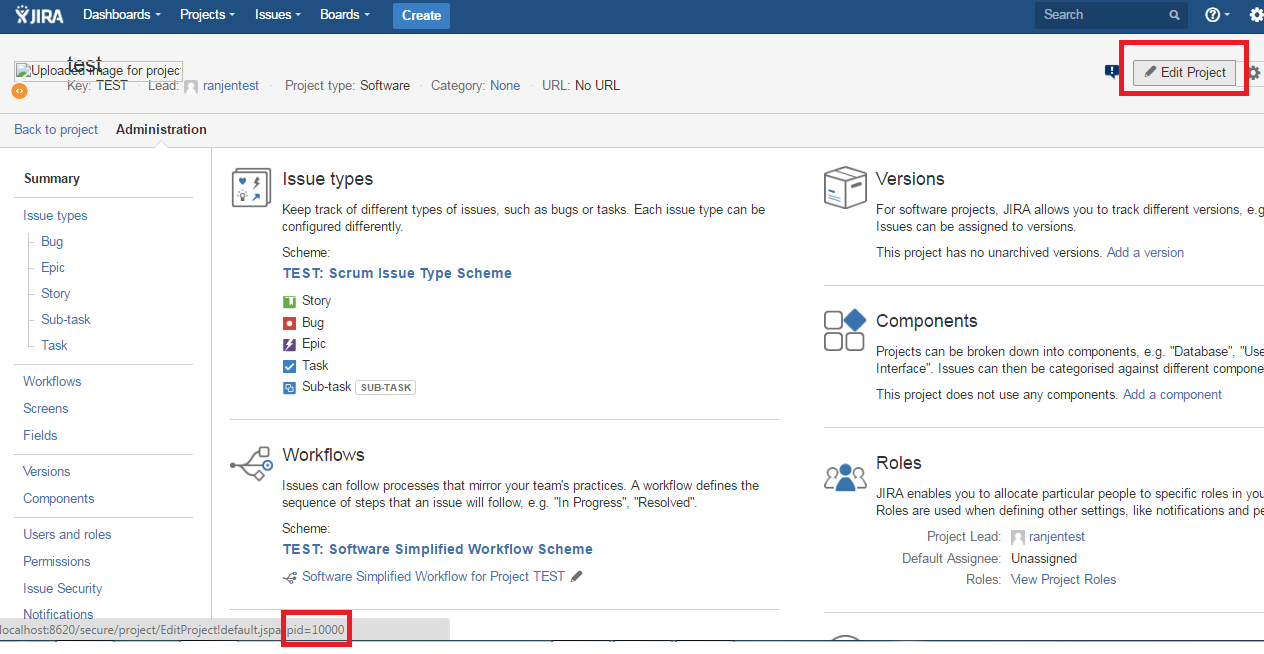 JIRA Dashboards Projects Issues Boards Create Search ?
Uploaded image for project
test
Edit Project
Key: TEST · Lead: ranjentest · Project type: Software · Category: None · URL: No URL
Back to project Administration
Summary
Issue types
Bug
Epic
Story
Sub-task
Task
Workflows
Screens
Fields
Versions
Components
Users and roles
Permissions
Issue Security
Notifications
Issue types
Keep track of different types of issues, such as bugs or tasks. Each issue type can be
configured differently.
Scheme:
TEST: Scrum Issue Type Scheme
Story
Bug
Epic
Task
Sub-task SUB-TASK
Workflows
Issues can follow processes that mirror your team's practices. A workflow defines the
sequence of steps that an issue will follow, e.g. "In Progress", "Resolved".
Scheme:
TEST: Software Simplified Workflow Scheme
Software Simplified Workflow for Project TEST
Versions
For software projects, JIRA allows you to track different versions, e.g
Issues can be assigned to versions.
This project has no unarchived versions. Add a version
Components
Projects can be broken down into components, e.g. "Database", "Use
Interface". Issues can then be categorised against different compone
This project does not use any components. Add a component
Roles
JIRA enables you to allocate particular people to specific roles in you
Roles are used when defining other settings, like notifications and pe
Project Lead: ranjentest
Default Assignee: Unassigned
Roles: View Project Roles
localhost:8620/secure/project/EditProject!default.jspa?pid=10000